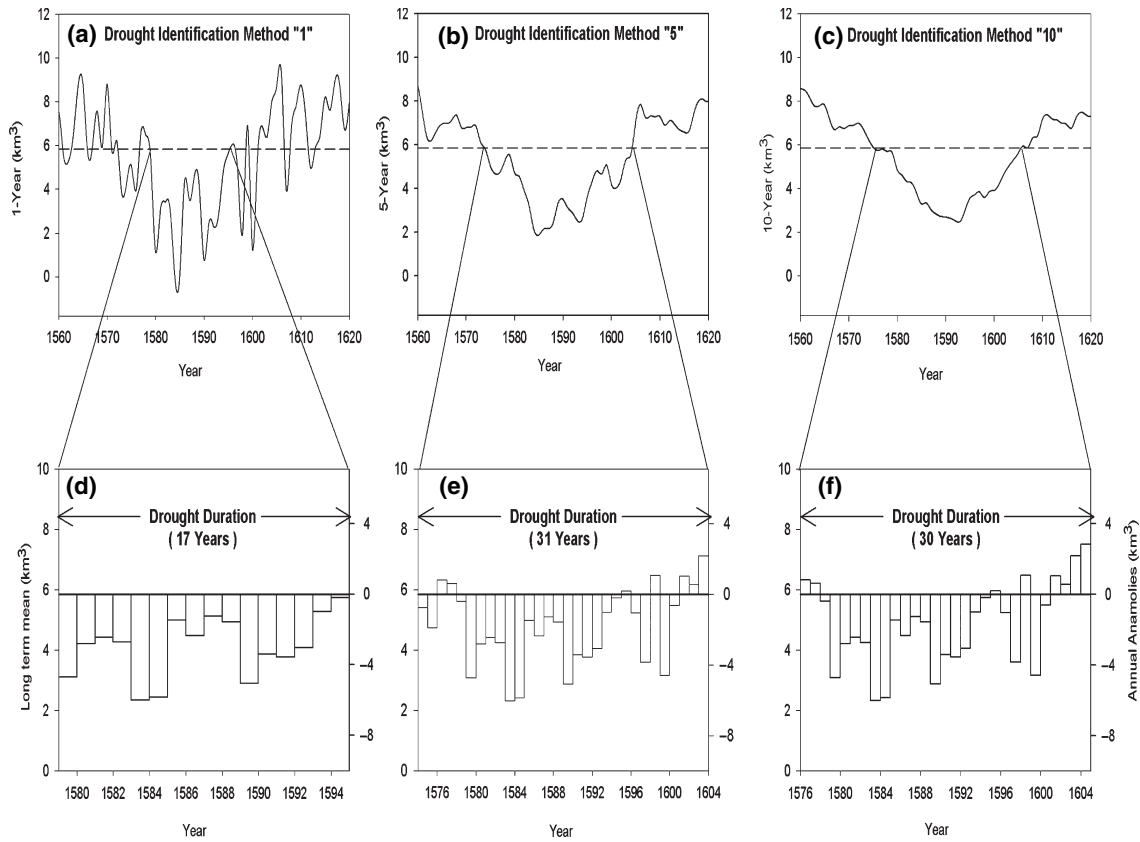 (a) Drought Identification Method "1"
12
10
8
6
4
2
0
1-Year (km3)
1560 1570 1580 1590 1600 1610 1620
Year
(b) Drought Identification Method "5"
12
10
8
6
4
2
0
5-Year (km3)
1560 1570 1580 1590 1600 1610 1620
Year
(c) Drought Identification Method "10"
12
10
8
6
4
2
0
10-Year (km3)
1560 1570 1580 1590 1600 1610 1620
Year
(d)
Drought Duration
( 17 Years )
10
8
6
4
2
0
Long term mean (km3)
4
0
−4
−8
1580 1582 1584 1586 1588 1590 1592 1594
Year
(e)
Drought Duration
( 31 Years )
10
8
6
4
2
0
4
0
−4
−8
1576 1580 1584 1588 1592 1596 1600 1604
Year
(f)
Drought Duration
( 30 Years )
10
8
6
4
2
0
4
0
−4
−8
Annual Anamolies (km3)
1576 1580 1584 1588 1592 1596 1600 1604
Year